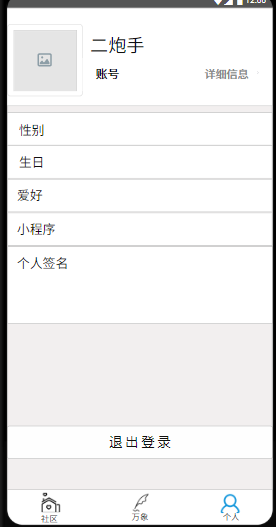 12:00
二炮手
账号 详细信息
性别
生日
爱好
小程序
个人签名
退出登录
社区 万象 个人